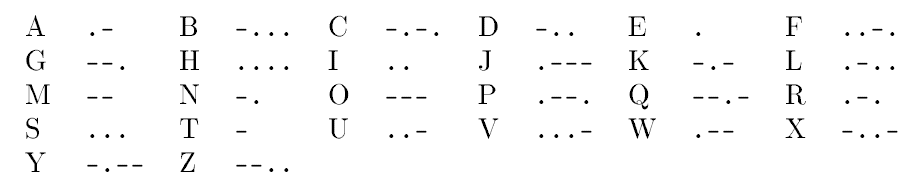 A .- B -... C -.-. D -.. E . F ..-.
G --. H .... I .. J .--- K -.- L .-..
M -- N -. O --- P .--. Q --.- R .-.
S ... T - U ..- V ...- W .-- X -..-
Y -.-- Z --..